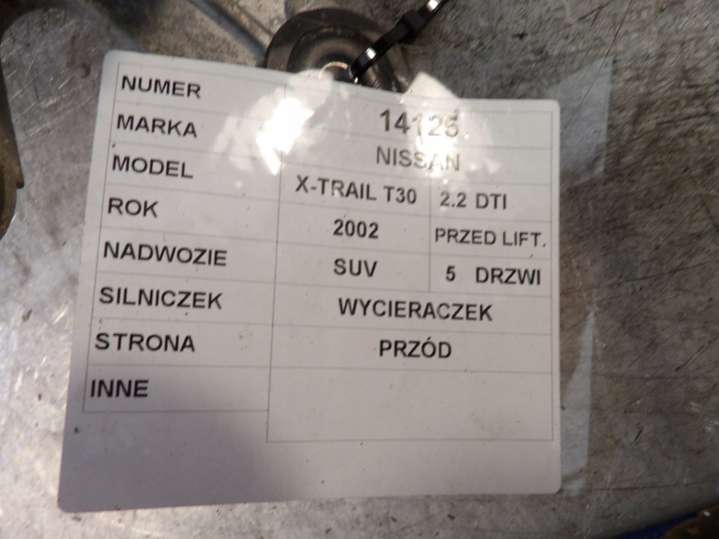 NUMER 14125
MARKA NISSAN
MODEL X-TRAIL T30 2.2 DTI
ROK 2002 PRZED LIFT.
NADWOZIE SUV 5 DRZWI
SILNICZEK WYCIERACZEK
STRONA PRZÓD
INNE